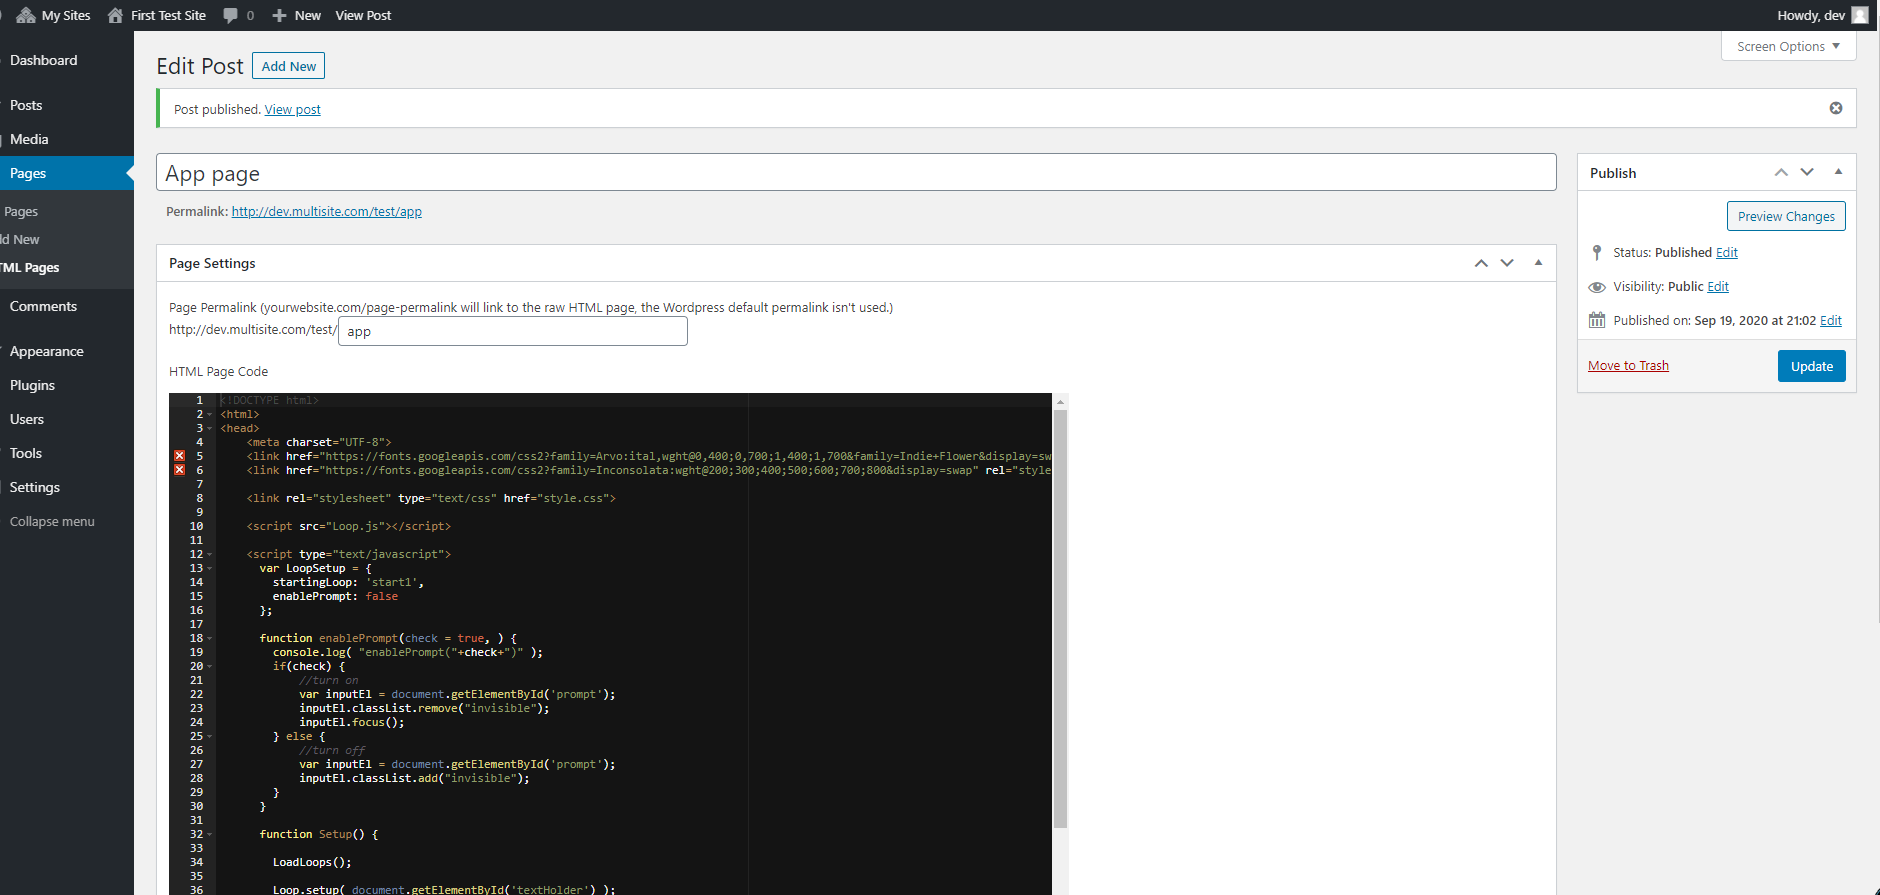 My Sites First Test Site 0 New View Post Howdy, dev
Screen Options
Dashboard
Posts
Media
Pages
Pages
dd New
TML Pages
Comments
Appearance
Plugins
Users
Tools
Settings
Collapse menu
Edit Post Add New
Post published. View post
App page
Permalink: http://dev.multisite.com/test/app
Page Settings
Page Permalink (yourwebsite.com/page-permalink will link to the raw HTML page, the Wordpress default permalink isn't used.)
http://dev.multisite.com/test/ app
HTML Page Code
1 <!DOCTYPE html>
2 <html>
3 <head>
4 <meta charset="UTF-8">
5 <link href="https://fonts.googleapis.com/css2?family=Arvo:ital,wght@0,400;0,700;1,400;1,700&family=Indie+Flower&display=sw
6 <link href="https://fonts.googleapis.com/css2?family=Inconsolata:wght@200;300;400;500;600;700;800&display=swap" rel="style
7
8 <link rel="stylesheet" type="text/css" href="style.css">
9
10 <script src="Loop.js"></script>
11
12 <script type="text/javascript">
13 var LoopSetup = {
14 startingLoop: 'start1',
15 enablePrompt: false
16 };
17
18 function enablePrompt(check = true, ) {
19 console.log( "enablePrompt("+check+")" );
20 if(check) {
21 //turn on
22 var inputEl = document.getElementById('prompt');
23 inputEl.classList.remove("invisible");
24 inputEl.focus();
25 } else {
26 //turn off
27 var inputEl = document.getElementById('prompt');
28 inputEl.classList.add("invisible");
29 }
30 }
31
32 function Setup() {
33
34 LoadLoops();
35
36 Loop.setup( document.getElementById('textHolder') );
Publish
Preview Changes
Status: Published Edit
Visibility: Public Edit
Published on: Sep 19, 2020 at 21:02 Edit
Move to Trash Update